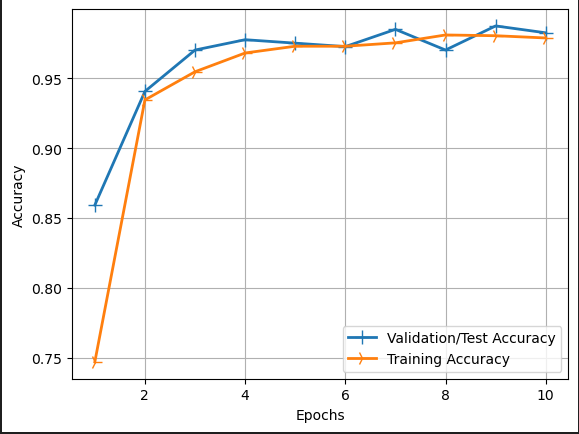 0.95
0.90
0.85
0.80
0.75
Accuracy
Validation/Test Accuracy
Training Accuracy
2 4 6 8 10
Epochs